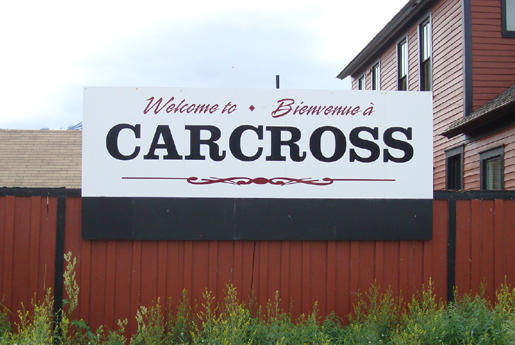 Welcome to • Bienvenue à
CARCROSS